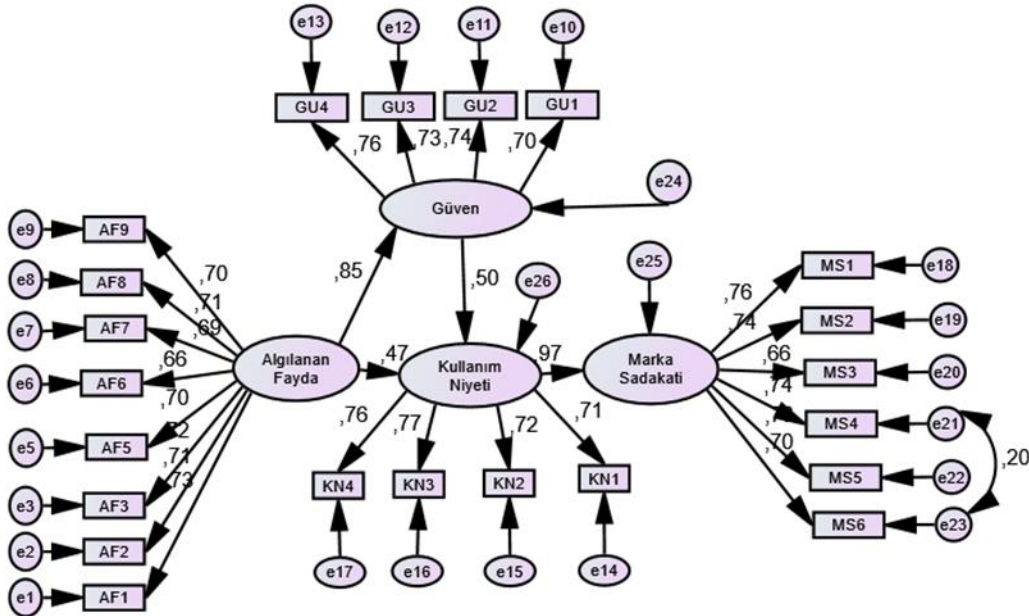 e13
e12
e11
e10
GU4
GU3
GU2
GU1
,76
,73
,74
,70
e24
Güven
e9
AF9
e8
AF8
e7
AF7
e6
AF6
e5
AF5
e3
AF3
e2
AF2
e1
AF1
,70
,71
,69
,66
,70
,72
,71
,73
,85
,50
Algılanan
Fayda
,47
Kullanım
Niyeti
e26
,97
e25
Marka
Sadakati
,76
,77
,72
,71
KN4
KN3
KN2
KN1
e17
e16
e15
e14
,76
,74
,66
,74
,70
MS1
e18
MS2
e19
MS3
e20
MS4
e21
MS5
e22
MS6
e23
,20